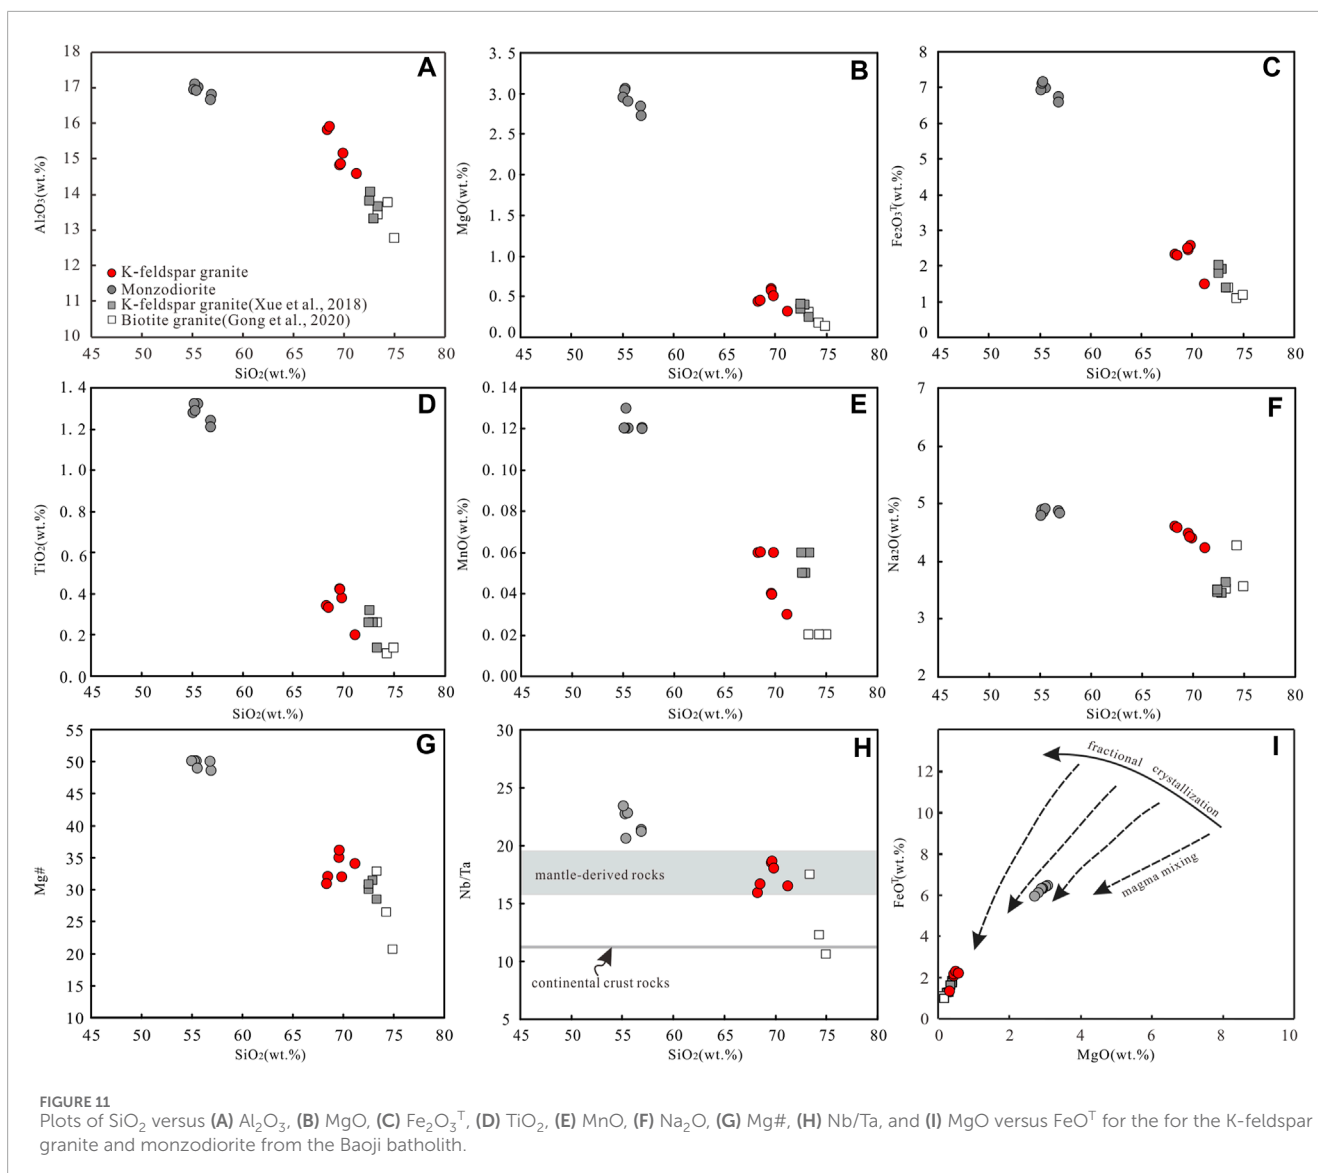 18
17
16
15
14
13
12
11
10
Al2O3(wt.%)
A
K-feldspar granite
Monzodiorite
K-feldspar granite(Xue et al., 2018)
Biotite granite(Gong et al., 2020)
45 50 55 60 65 70 75 80
SiO2(wt.%)
3.5
3.0
2.5
2.0
1.5
1.0
0.5
0.0
MgO(wt.%)
B
45 50 55 60 65 70 75 80
SiO2(wt.%)
8
7
6
5
4
3
2
1
0
Fe2O3T(wt.%)
C
45 50 55 60 65 70 75 80
SiO2(wt.%)
1.4
1.2
1.0
0.8
0.6
0.4
0.2
0.0
TiO2(wt.%)
D
45 50 55 60 65 70 75 80
SiO2(wt.%)
0.14
0.12
0.10
0.08
0.06
0.04
0.02
0.00
MnO(wt.%)
E
45 50 55 60 65 70 75 80
SiO2(wt.%)
7
6
5
4
3
2
Na2O(wt.%)
F
45 50 55 60 65 70 75 80
SiO2(wt.%)
55
50
45
40
35
30
25
20
15
10
Mg#
G
45 50 55 60 65 70 75 80
SiO2(wt.%)
30
25
20
15
10
5
Nb/Ta
H
mantle-derived rocks
continental crust rocks
45 50 55 60 65 70 75 80
SiO2(wt.%)
12
10
8
6
4
2
0
FeOT(wt.%)
I
fractional crystallization
magma mixing
0 2 4 6 8 10
MgO(wt.%)
FIGURE 11
Plots of SiO2 versus (A) Al2O3, (B) MgO, (C) Fe2O3T, (D) TiO2, (E) MnO, (F) Na2O, (G) Mg#, (H) Nb/Ta, and (I) MgO versus FeOT for the for the K-feldspar
granite and monzodiorite from the Baoji batholith.